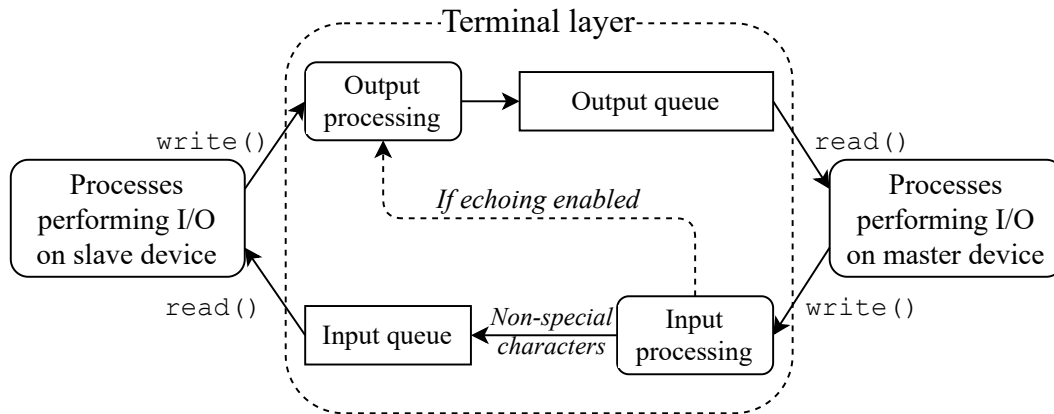 Terminal layer
Output
processing
Output queue
write()
read()
Processes
performing I/O
on slave device
If echoing enabled
Processes
performing I/O
on master device
read()
write()
Input queue
Non-special
characters
Input
processing